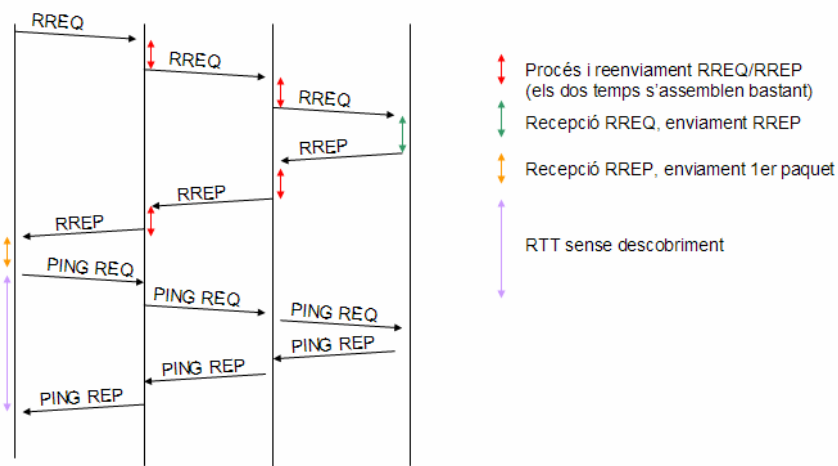 RREQ
RREQ
RREQ
RREP
RREP
RREP
PING REQ
PING REQ
PING REQ
PING REP
PING REP
PING REP
Procés i reenviament RREQ/RREP
(els dos temps s'assemblen bastant)
Recepció RREQ, enviament RREP
Recepció RREP, enviament 1er paquet
RTT sense descobriment